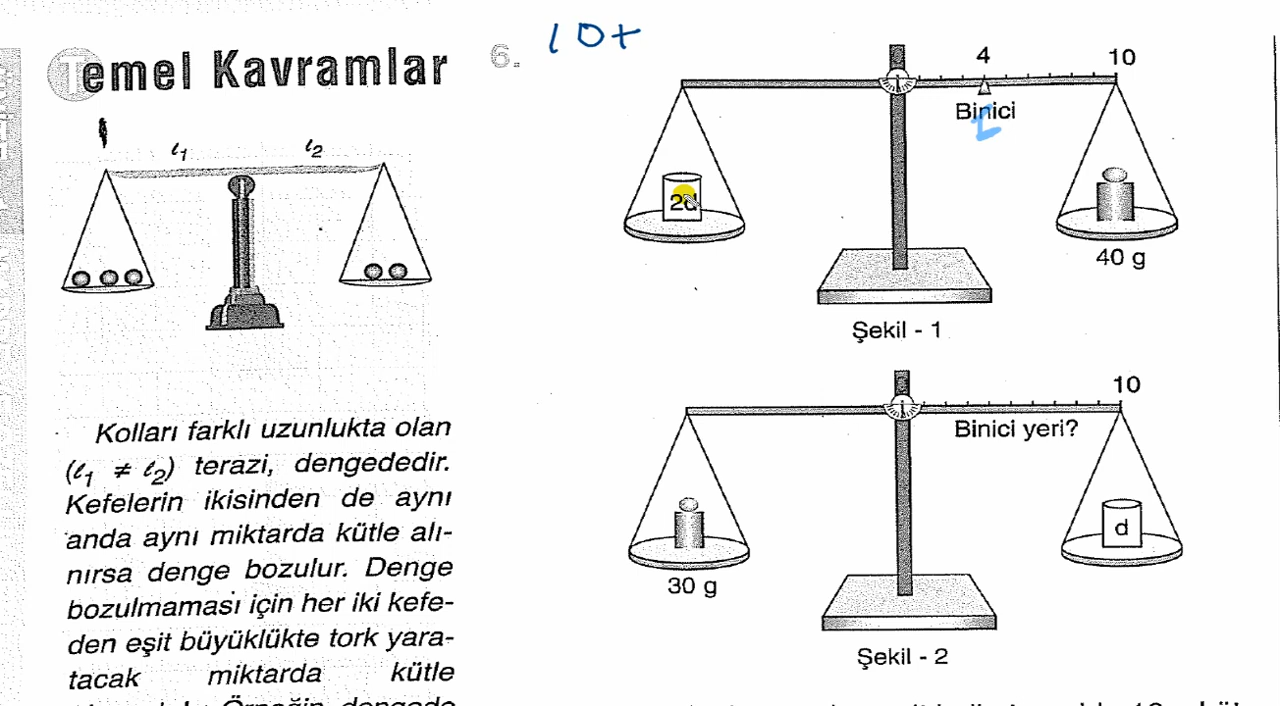 Temel Kavramlar
l1 l2
Kolları farklı uzunlukta olan
(l1 ≠ l2) terazi, dengededir.
Kefelerin ikisinden de aynı
anda aynı miktarda kütle alı-
nırsa denge bozulur. Denge
bozulmaması için her iki kefe-
den eşit büyüklükte tork yara-
tacak miktarda kütle
6.
10+
4 10
Binici
2d
40 g
Şekil - 1
10
Binici yeri?
30 g
d
Şekil - 2